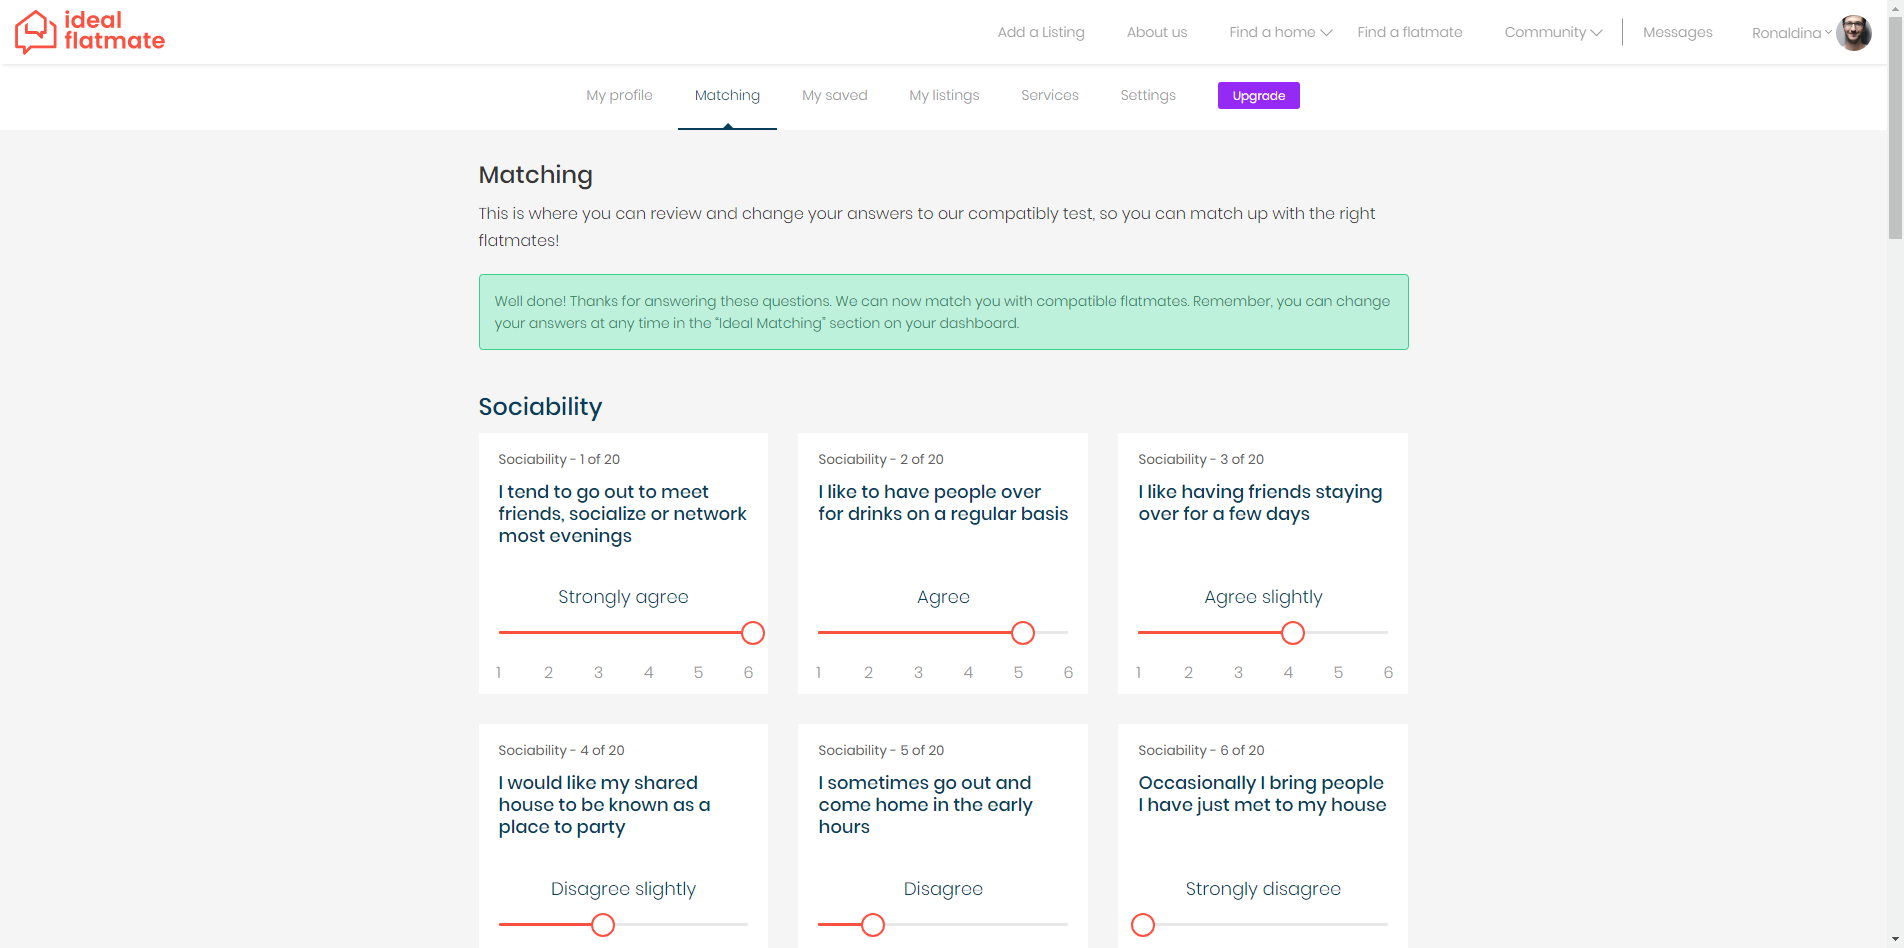 ideal
flatmate
Add a Listing
About us
Find a home
Find a flatmate
Community
Messages
Ronaldina
My profile
Matching
My saved
My listings
Services
Settings
Upgrade
Matching
This is where you can review and change your answers to our compatibly test, so you can match up with the right
flatmates!
Well done! Thanks for answering these questions. We can now match you with compatible flatmates. Remember, you can change
your answers at any time in the “Ideal Matching” section on your dashboard.
Sociability
Sociability - 1 of 20
I tend to go out to meet
friends, socialize or network
most evenings
Strongly agree
1 2 3 4 5 6
Sociability - 2 of 20
I like to have people over
for drinks on a regular basis
Agree
1 2 3 4 5 6
Sociability - 3 of 20
I like having friends staying
over for a few days
Agree slightly
1 2 3 4 5 6
Sociability - 4 of 20
I would like my shared
house to be known as a
place to party
Disagree slightly
Sociability - 5 of 20
I sometimes go out and
come home in the early
hours
Disagree
Sociability - 6 of 20
Occasionally I bring people
I have just met to my house
Strongly disagree